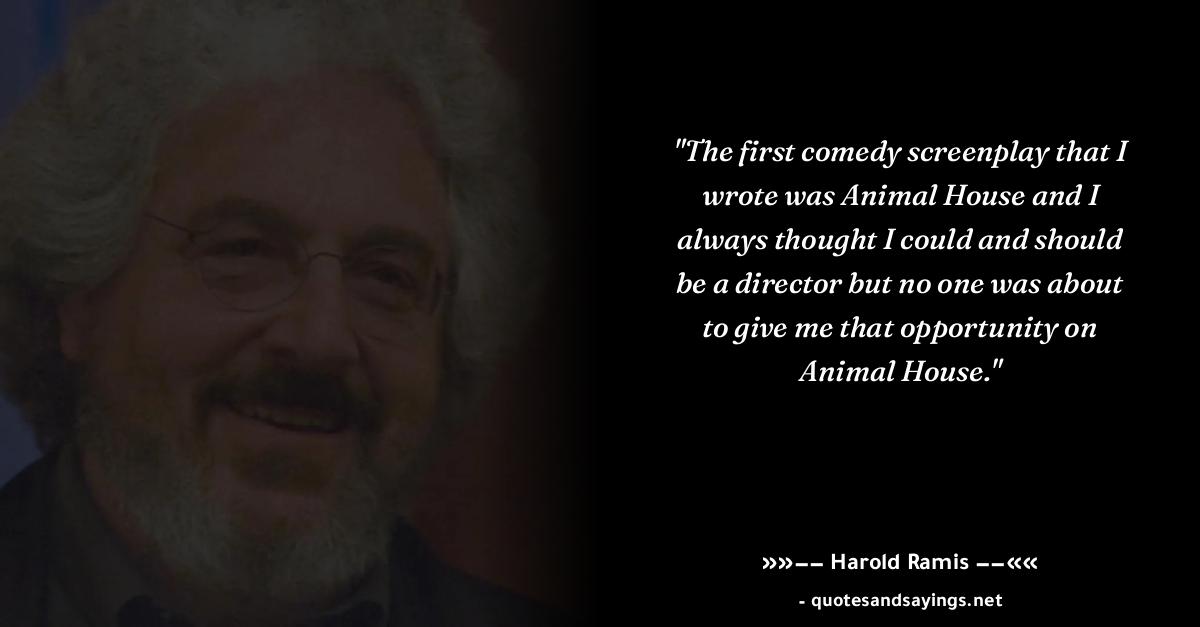 "The first comedy screenplay that I
wrote was Animal House and I
always thought I could and should
be a director but no one was about
to give me that opportunity on
Animal House."
»»−− Harold Ramis −−««
- quotesandsayings.net